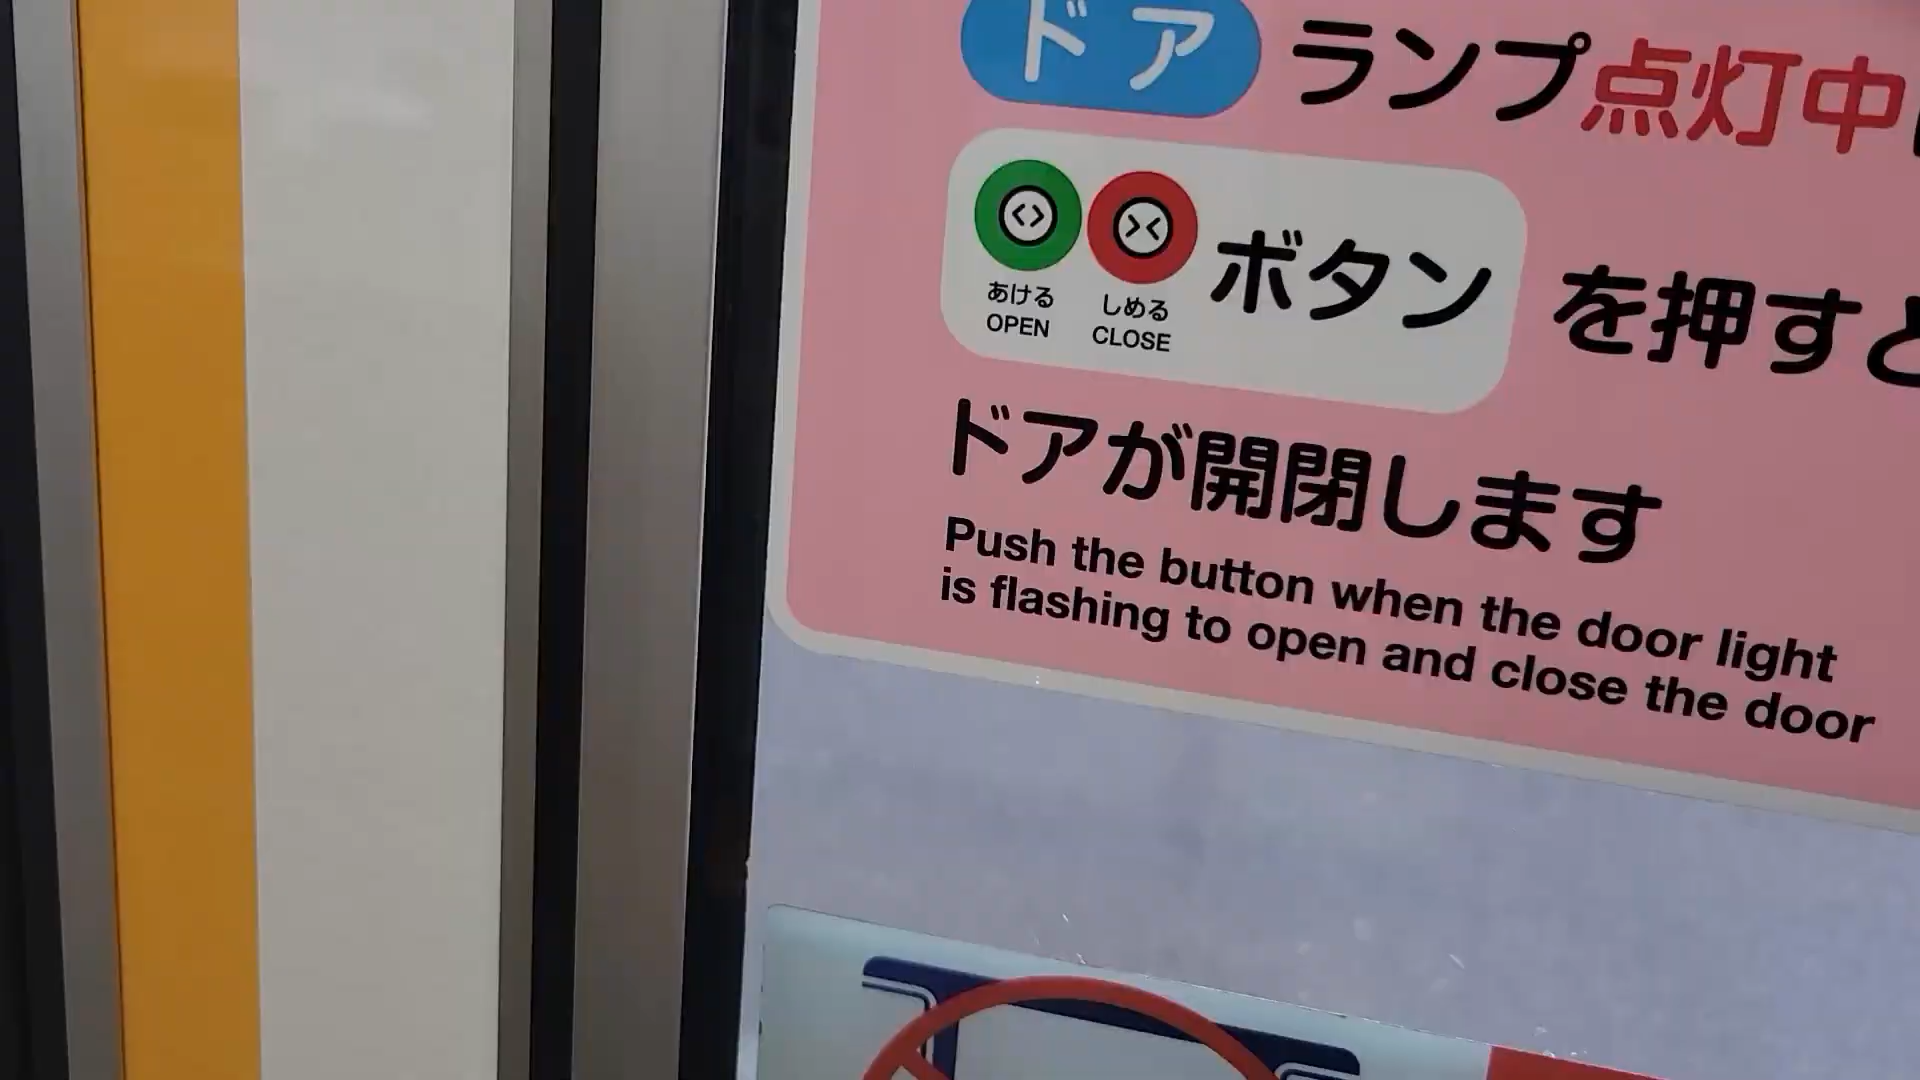 ドア ランプ点灯中
あける しめる ボタン を押すと
OPEN CLOSE
ドアが開閉します
Push the button when the door light
is flashing to open and close the door